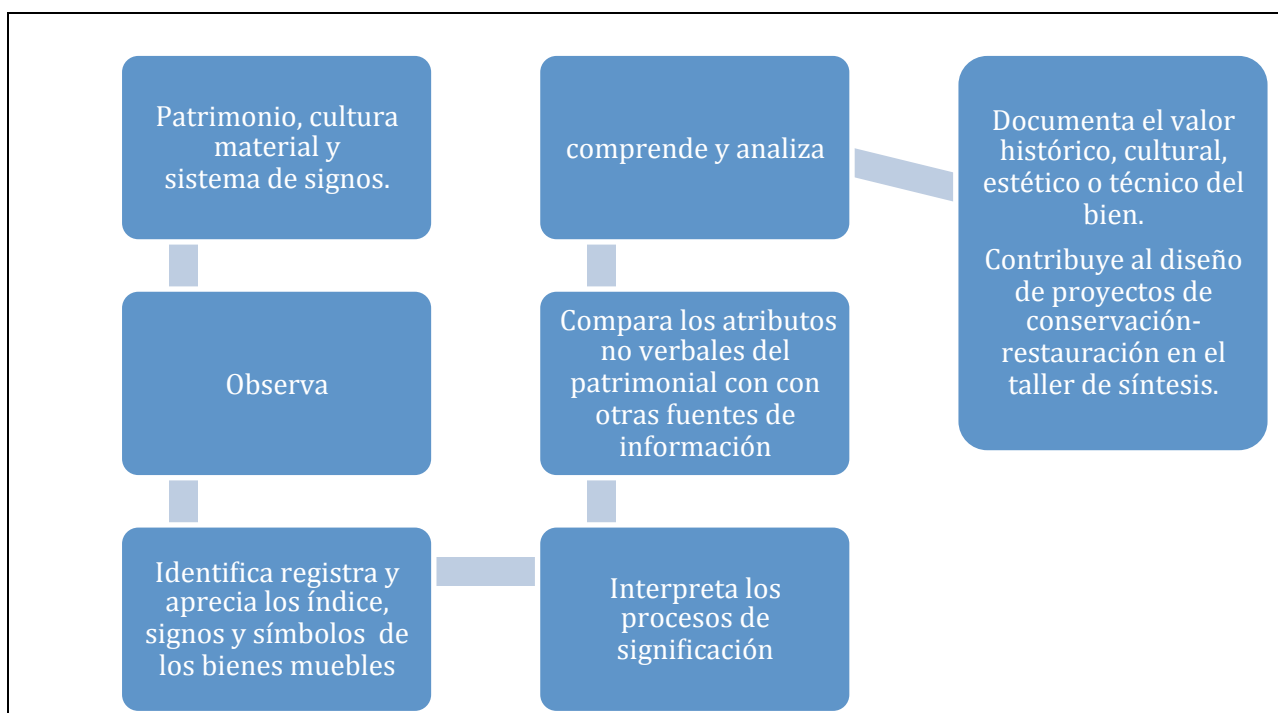 Patrimonio, cultura
material y
sistema de signos.
Observa
Identifica registra y
aprecia los índice,
signos y símbolos de
los bienes muebles
Interpreta los
procesos de
significación
Compara los atributos
no verbales del
patrimonial con con
otras fuentes de
información
comprende y analiza
Documenta el valor
histórico, cultural,
estético o técnico del
bien.
Contribuye al diseño
de proyectos de
conservación-
restauración en el
taller de síntesis.